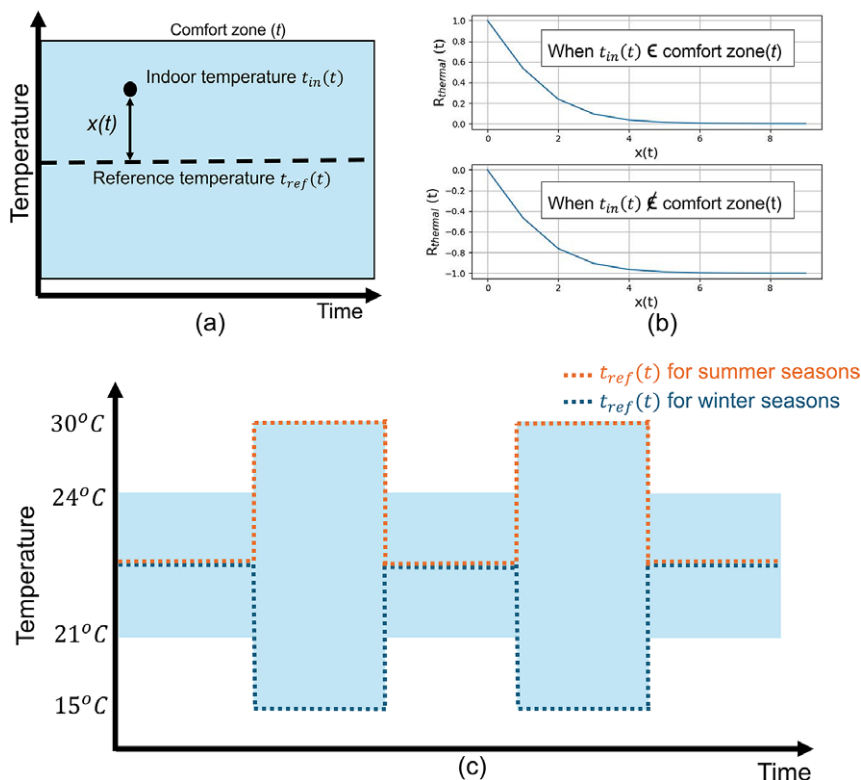 Comfort zone (t)
Indoor temperature t_in(t)
x(t)
Reference temperature t_ref(t)
Temperature
Time
(a)
1.0
0.8
0.6
0.4
0.2
0.0
R_thermal (t)
When t_in(t) ∈ comfort zone(t)
0 2 4 6 8
x(t)
0.0
−0.2
−0.4
−0.6
−0.8
−1.0
R_thermal (t)
When t_in(t) ∉ comfort zone(t)
0 2 4 6 8
x(t)
(b)
t_ref(t) for summer seasons
t_ref(t) for winter seasons
30°C
24°C
21°C
15°C
Temperature
Time
(c)